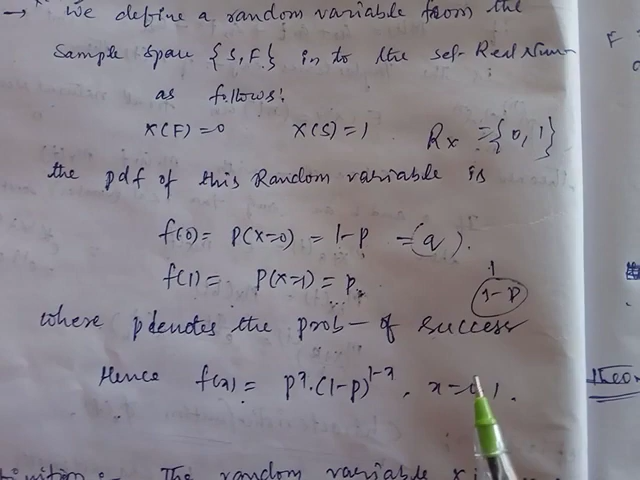 → We define a random variable from the
Sample space {S,F} in to the set Real Num
as follows:
X(F)=0 X(S)=1 Rx = {0,1}
the pdf of this Random variable is
f(0) = P(X=0) = 1-p =(q).
f(1) = P(X=1) = p.
1-p
where p denotes the prob- of success
Hence f(x) = p^x.(1-p)^1-x, x=0,1.
The random variable X